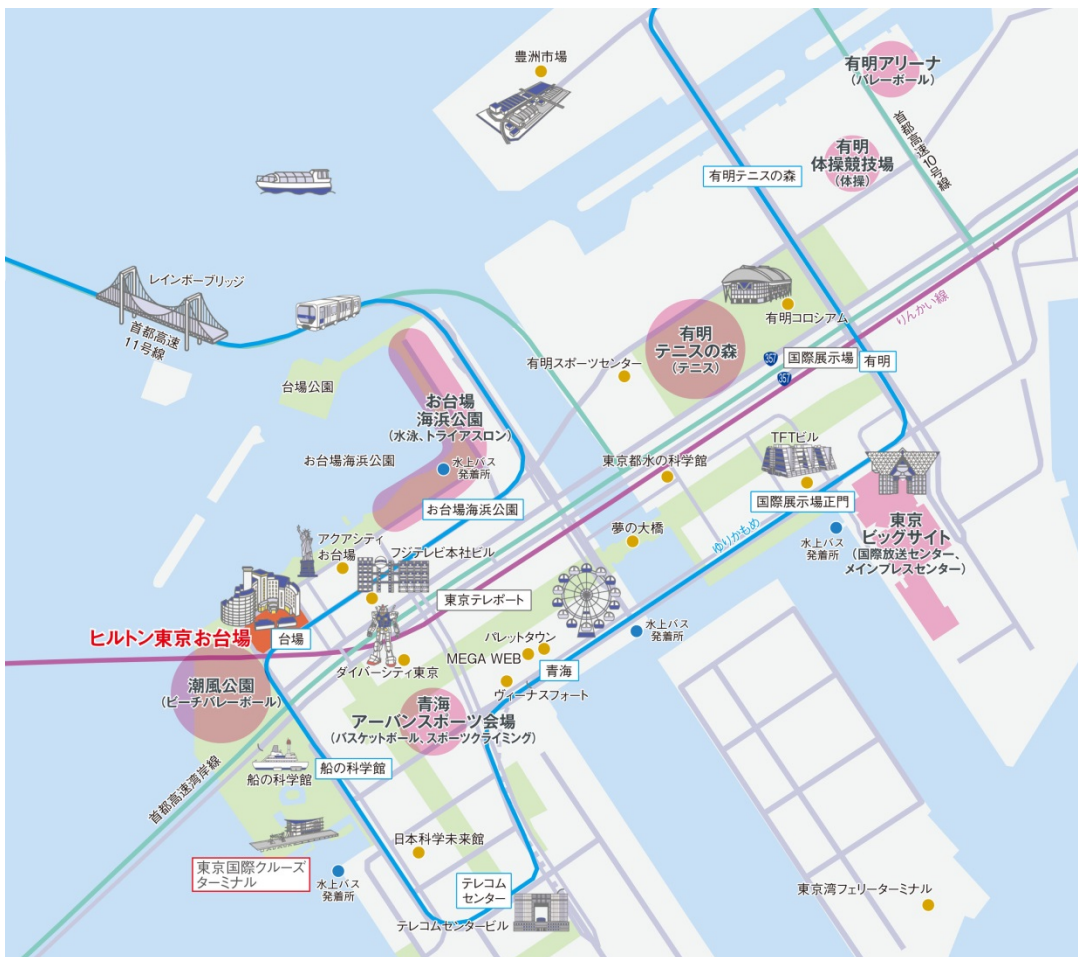 豊洲市場
有明アリーナ
(バレーボール)
首都高速10号線
有明
体操競技場
(体操)
有明テニスの森
レインボーブリッジ
首都高速
11号線
有明コロシアム
りんかい線
有明
テニスの森
(テニス)
357
国際展示場
有明
357
有明スポーツセンター
台場公園
お台場
海浜公園
(水泳、トライアスロン)
お台場海浜公園
水上バス
発着所
TFTビル
東京都水の科学館
国際展示場正門
お台場海浜公園
東京
ビッグサイト
(国際放送センター、
メインプレスセンター)
夢の大橋
ゆりかもめ
水上バス
発着所
アクアシティ
お台場
フジテレビ本社ビル
東京テレポート
水上バス
発着所
ヒルトン東京お台場
台場
パレットタウン
MEGA WEB
ダイバーシティ東京
青海
ヴィーナスフォート
潮風公園
(ビーチバレーボール)
青海
アーバンスポーツ会場
(バスケットボール、スポーツクライミング)
船の科学館
船の科学館
首都高速湾岸線
日本科学未来館
東京国際クルーズ
ターミナル
水上バス
発着所
テレコム
センター
テレコムセンタービル
東京湾フェリーターミナル